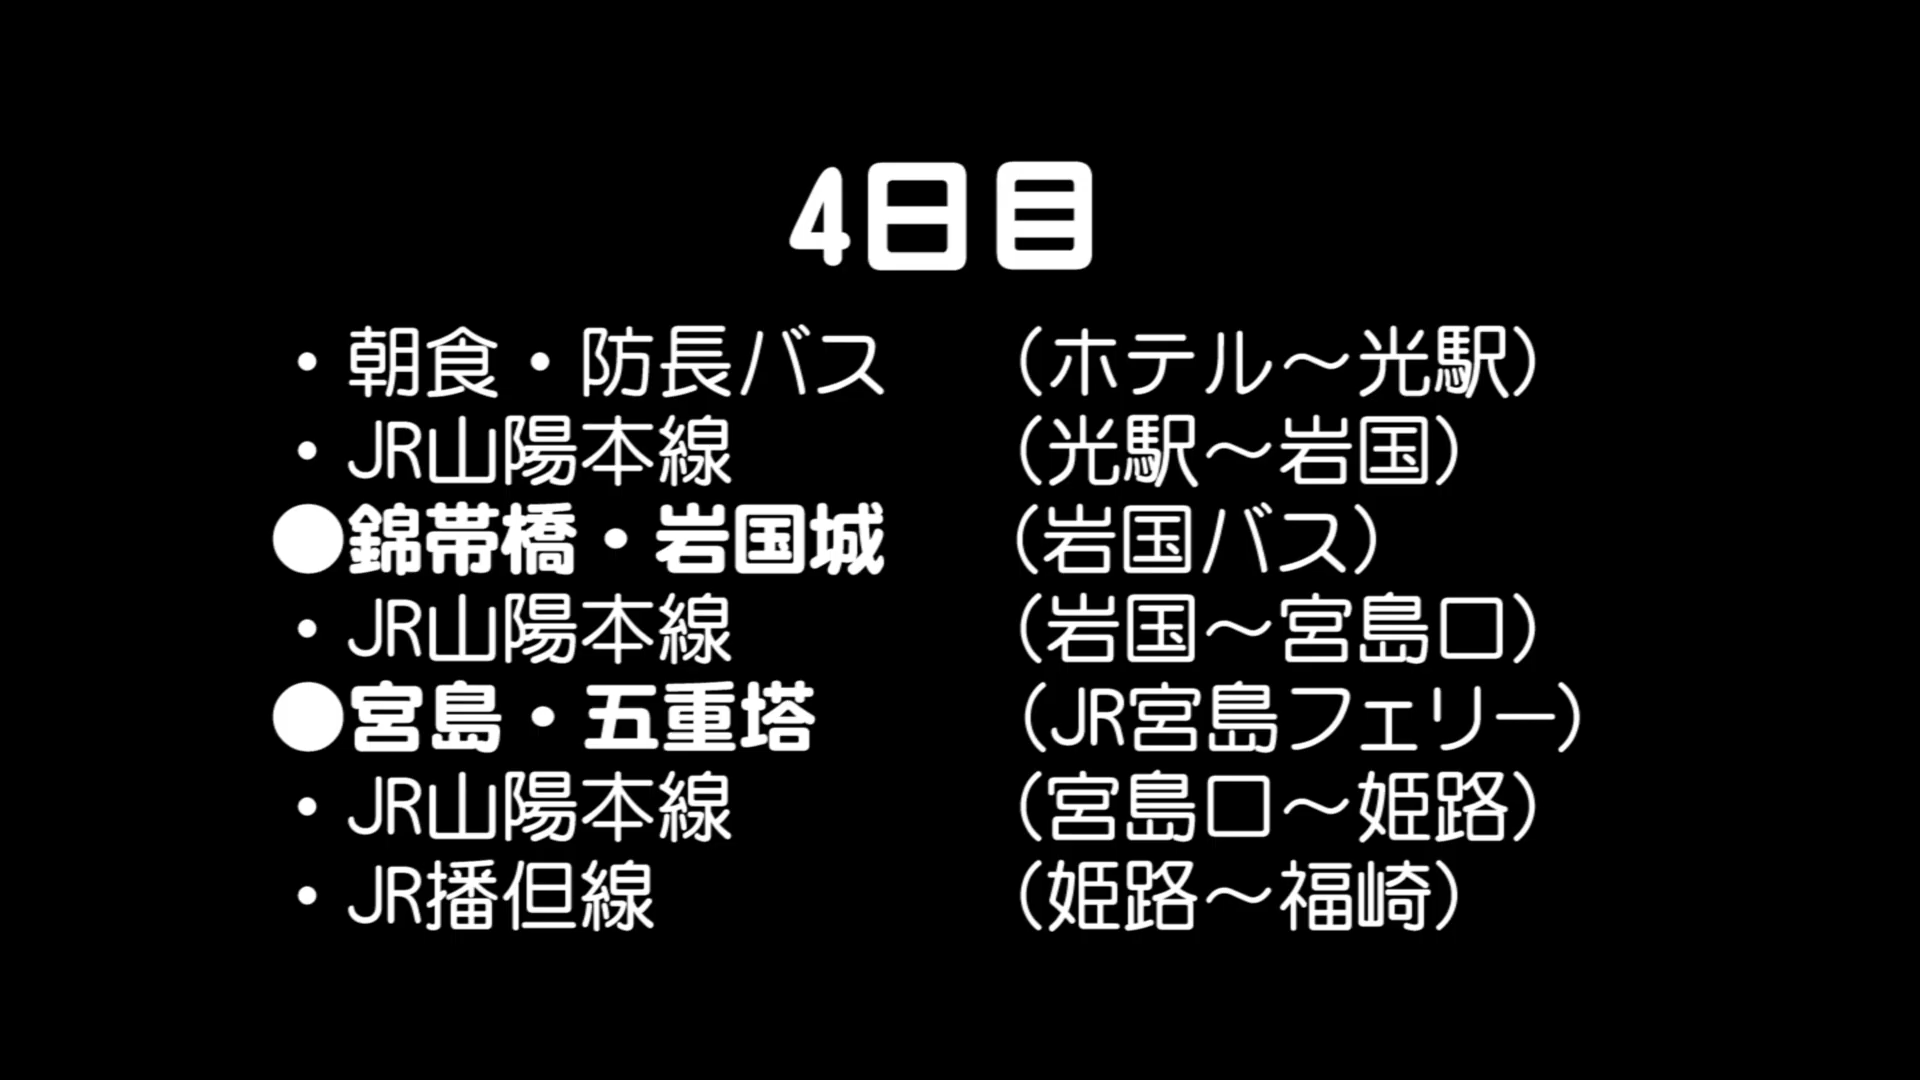 4日目
・朝食・防長バス （ホテル～光駅）
・JR山陽本線 （光駅～岩国）
●錦帯橋・岩国城 （岩国バス）
・JR山陽本線 （岩国～宮島口）
●宮島・五重塔 （JR宮島フェリー）
・JR山陽本線 （宮島口～姫路）
・JR播但線 （姫路～福崎）